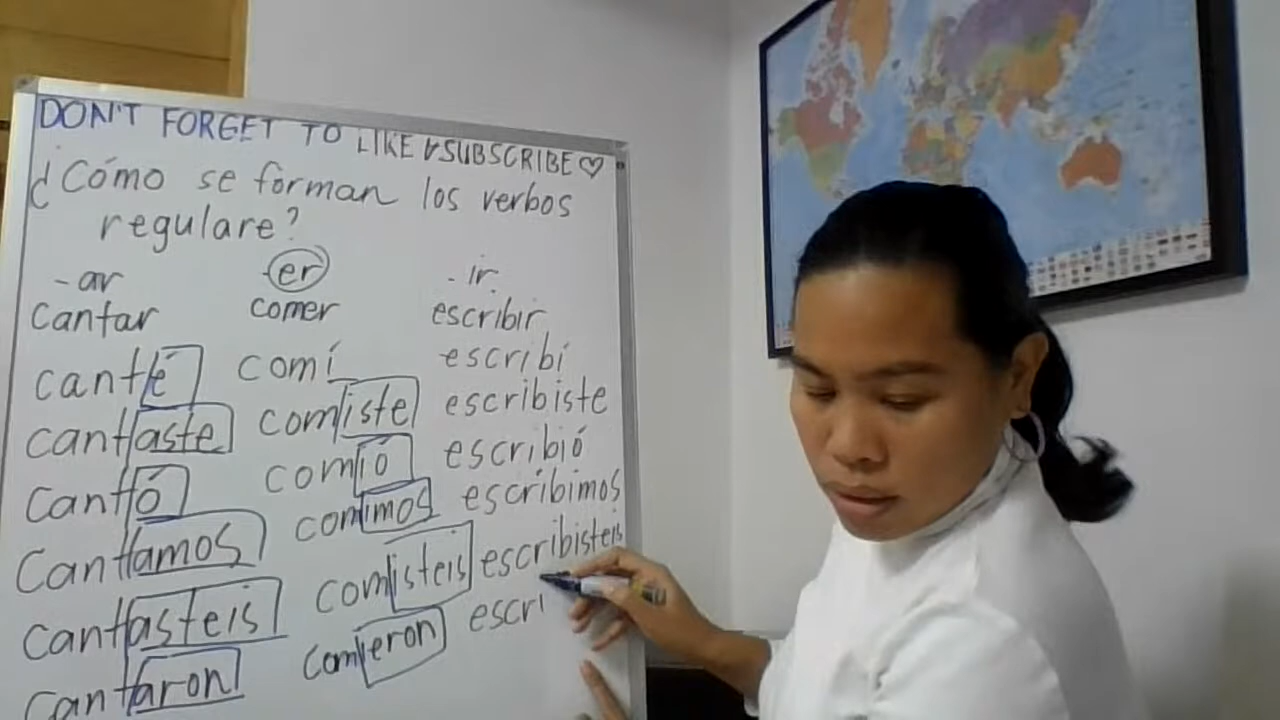 DON'T FORGET TO LIKE & SUBSCRIBE ♡
¿Cómo se forman los verbos
regulare?
-ar -er -ir
cantar comer escribir
canté comí escribí
cantaste comiste escribiste
cantó comió escribió
cantamos comimos escribimos
cantasteis comisteis escribisteis
cantaron comieron escri